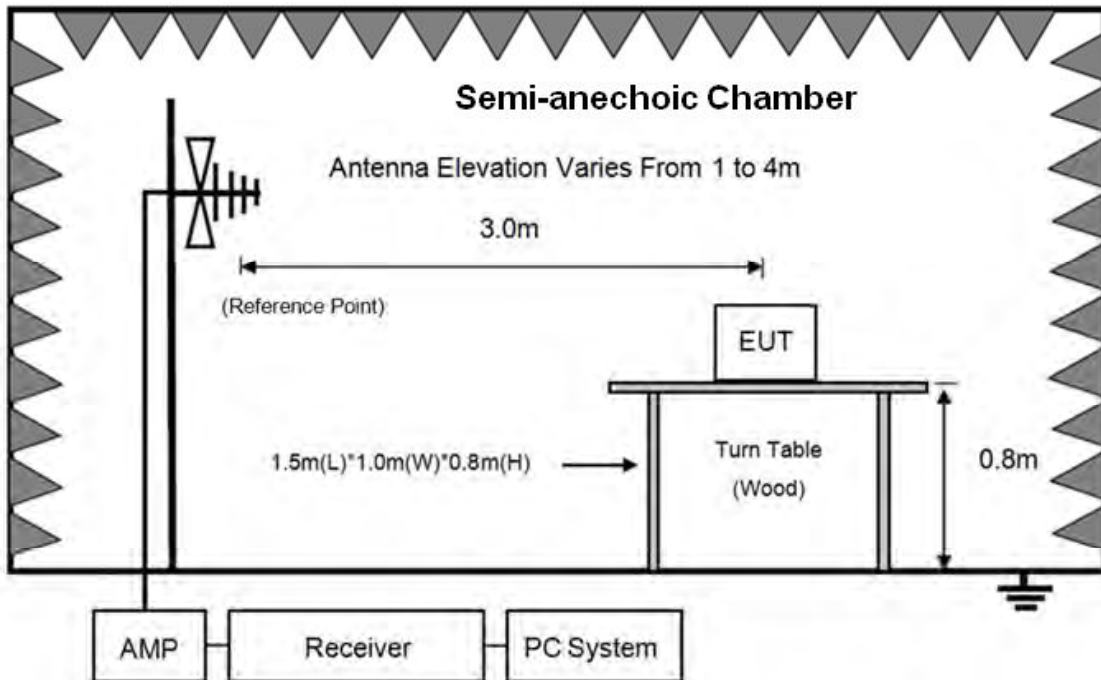 Semi-anechoic Chamber
Antenna Elevation Varies From 1 to 4m
3.0m
(Reference Point)
EUT
1.5m(L)*1.0m(W)*0.8m(H)
Turn Table
(Wood)
0.8m
AMP
Receiver
PC System